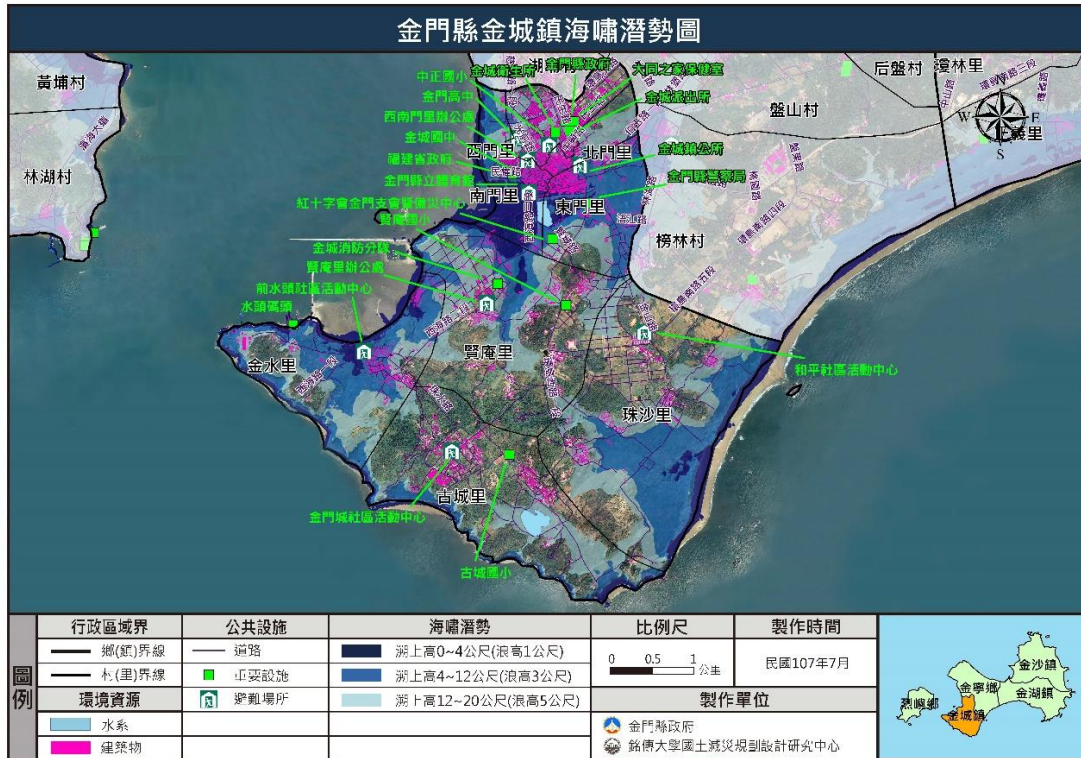 金門縣金城鎮海嘯潛勢圖
黃埔村
林湖村
后盤村
瓊林里
盤山村
榜林村
中正國小
金城衛生所
金門縣政府
大同之家保健室
金門高中
金城派出所
西南門里辦公處
金城國中
西門里
北門里
金城鎮公所
福建省政府
金門縣立體育館
南門里
東門里
金門縣警察局
賢庵國小
金城消防分隊
賢庵里辦公處
前水頭社區活動中心
水頭碼頭
金水里
賢庵里
和平社區活動中心
珠沙里
古城里
金門城社區活動中心
古城國小
W
E
S
圖例
行政區域界
鄉(鎮)界線
村(里)界線
環境資源
水系
建築物
公共設施
道路
重要設施
避難場所
海嘯潛勢
溯上高0~4公尺(浪高1公尺)
溯上高4~12公尺(浪高3公尺)
溯上高12~20公尺(浪高5公尺)
比例尺
0 0.5 1
公里
製作時間
民國107年7月
製作單位
金門縣政府
銘傳大學國土減災規劃設計研究中心
金沙鎮
金寧鄉
金湖鎮
烈嶼鄉
金城鎮